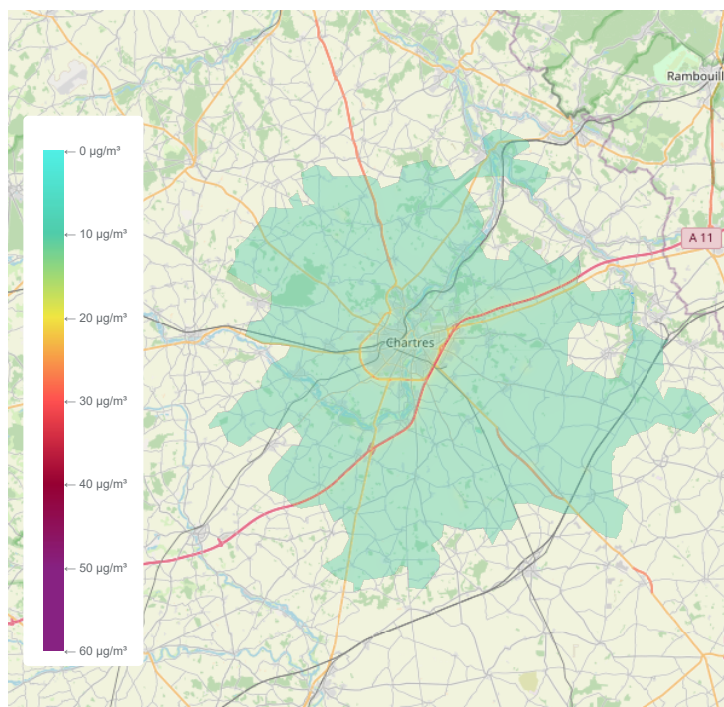 Rambouill
← 0 µg/m³
← 10 µg/m³
A 11
← 20 µg/m³
Chartres
← 30 µg/m³
← 40 µg/m³
← 50 µg/m³
← 60 µg/m³